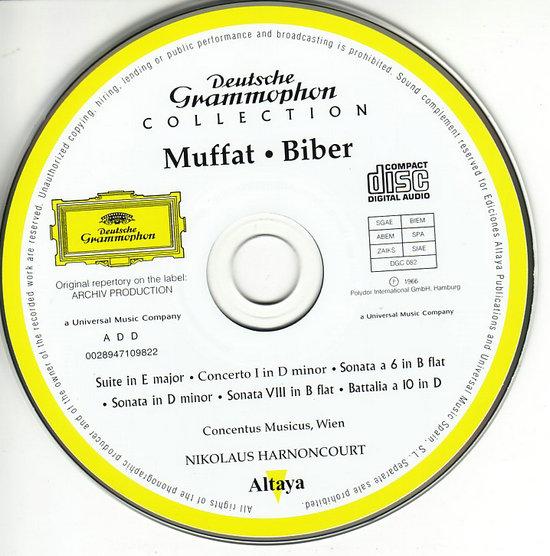 Deutsche
Grammophon
COLLECTION
Muffat • Biber
COMPACT
disc
DIGITAL AUDIO
Deutsche
Grammophon
SGAE BIEM
ABEM SPA
ZAIKS SIAE
DGC 082
Original repertory on the label:
ARCHIV PRODUCTION
℗ 1966
Polydor International GmbH, Hamburg
a Universal Music Company
a Universal Music Company
A D D
0028947109822
Suite in E major • Concerto I in D minor • Sonata a 6 in B flat
• Sonata in D minor • Sonata VIII in B flat • Battalia a 10 in D
Concentus Musicus, Wien
NIKOLAUS HARNONCOURT
Altaya
All rights of the phonographic producer and of the owner of the recorded work are reserved. Unauthorized copying, hiring, lending or public performance and broadcasting is prohibited. Sound complement reserved for Ediciones Altaya Publications and Universal Music Spain, S.L. Separate sale prohibited.